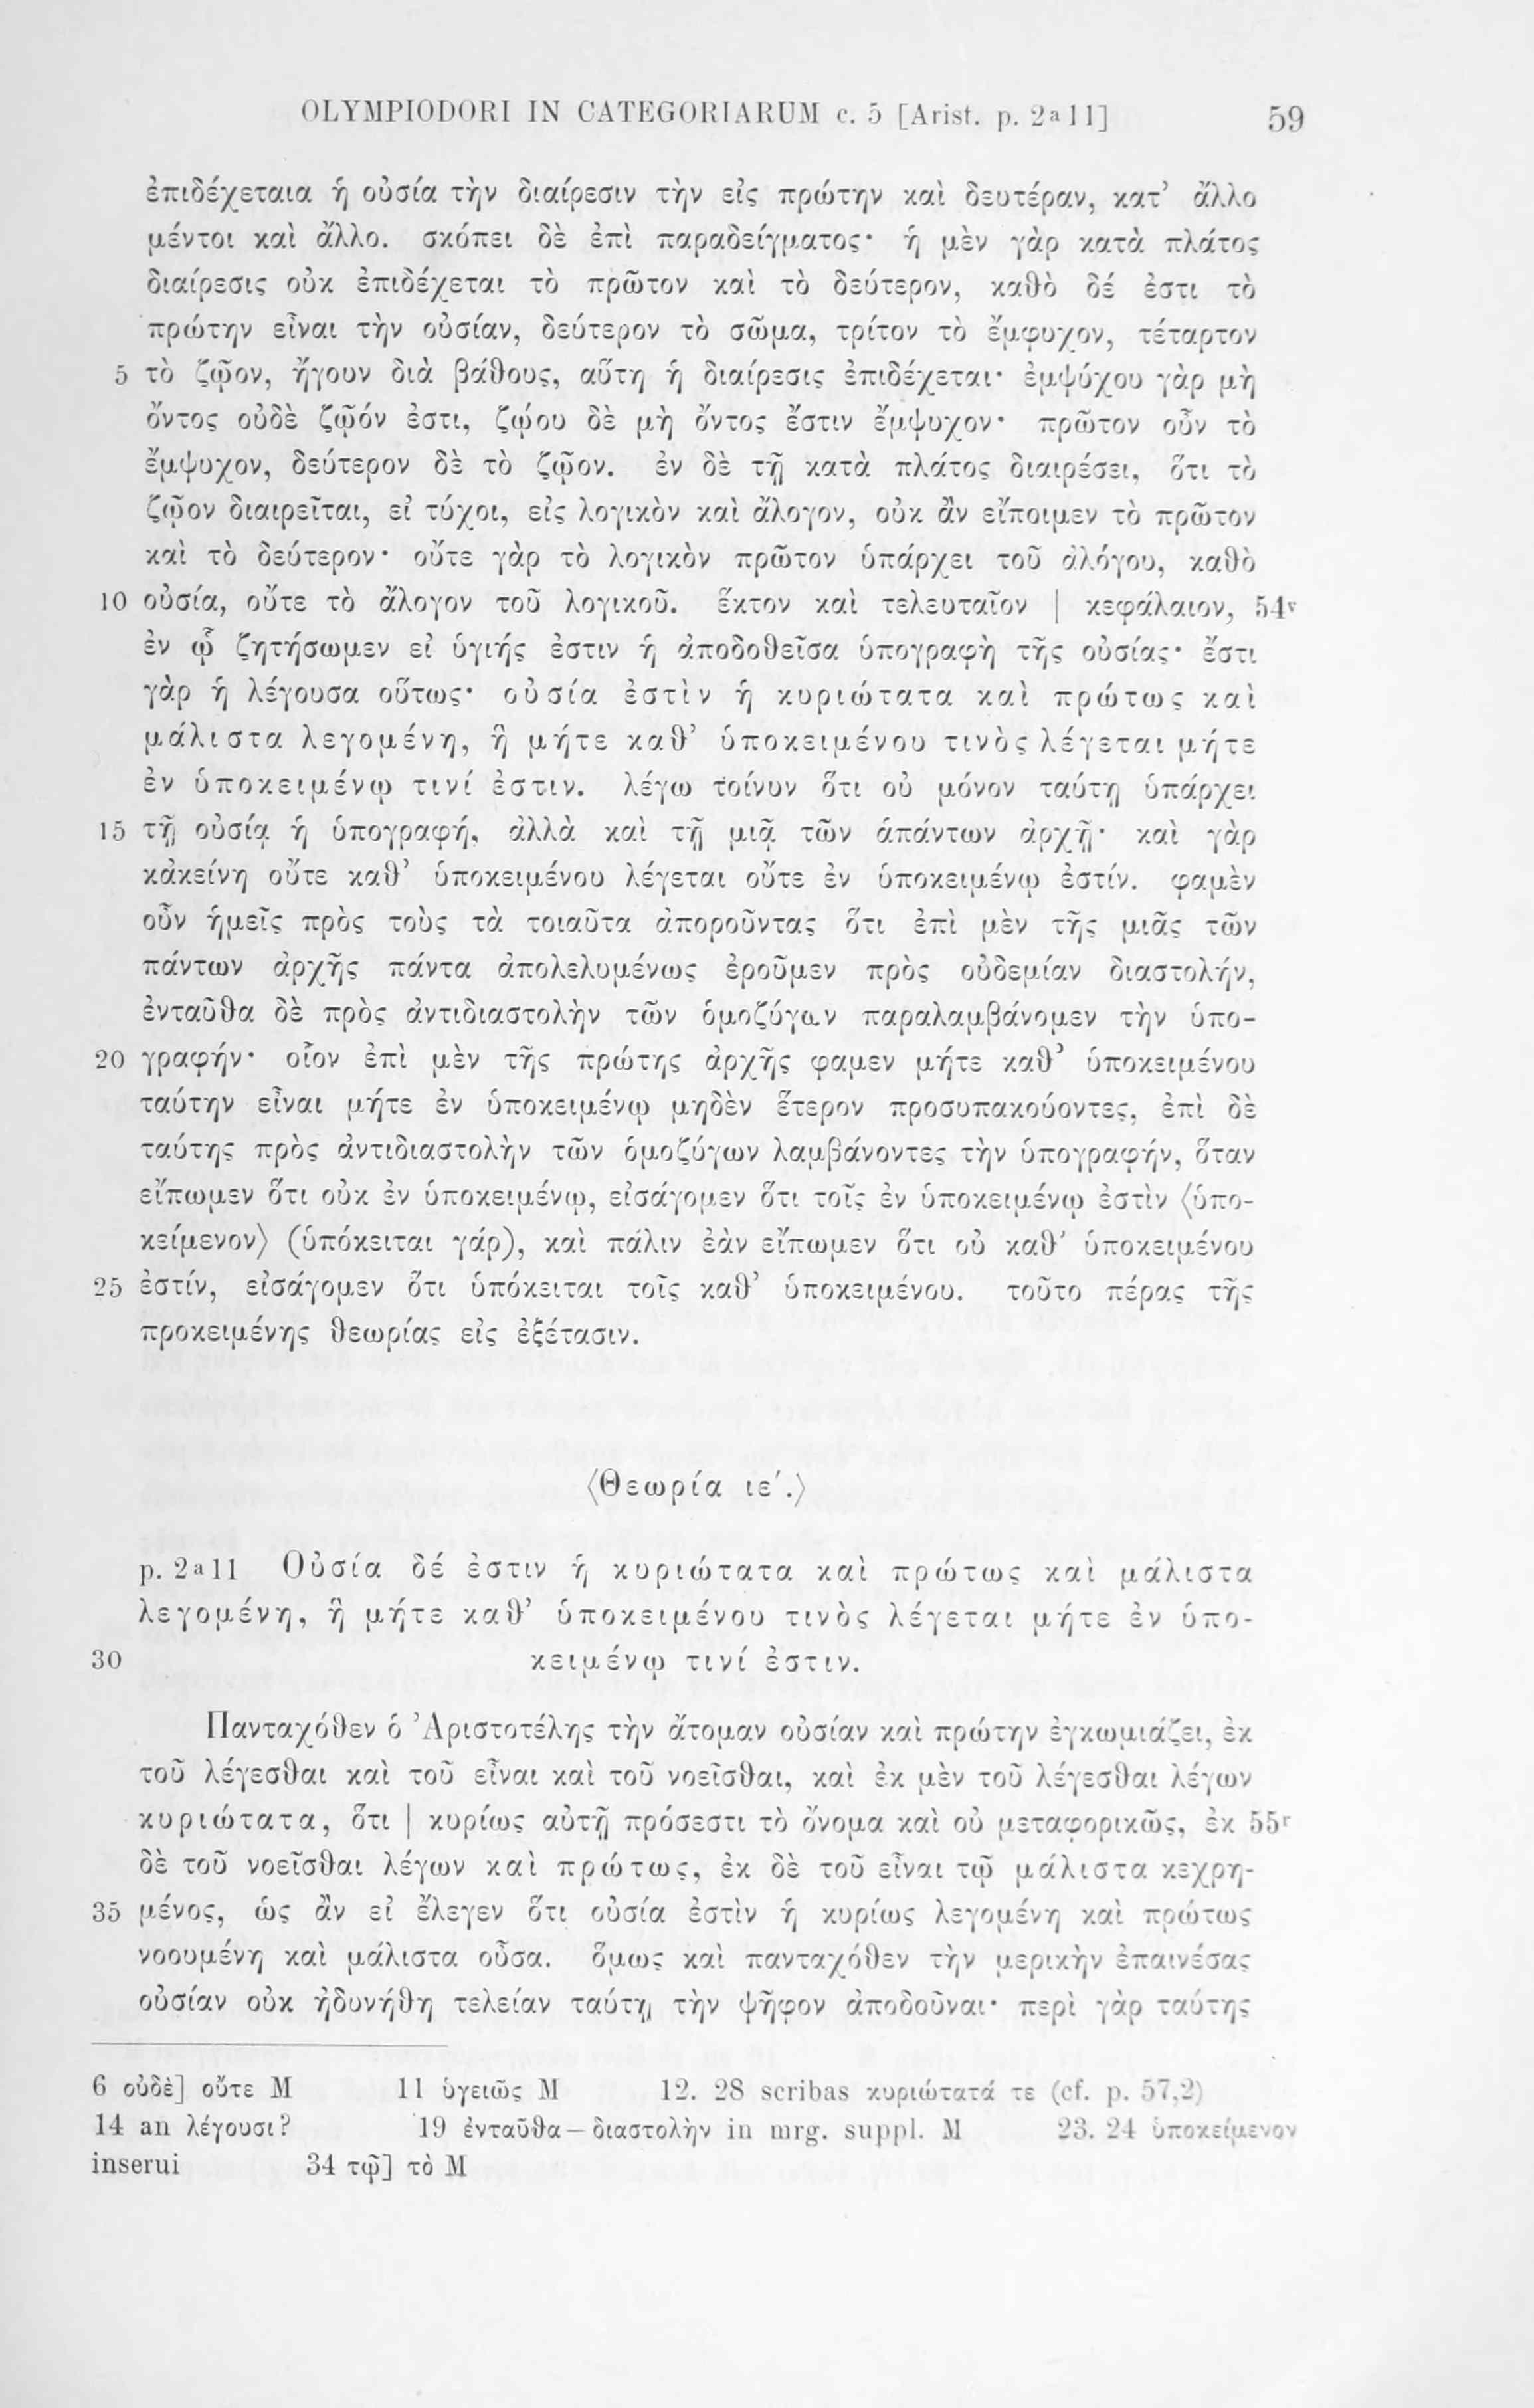 OLYMPIODORI IN CATEGORIARUM c. 5 [Arist. p. 2ᵃ11] 59
ἐπιδέχεταια ἡ οὐσία τὴν διαίρεσιν τὴν εἰς πρώτην καὶ δευτέραν, κατ’ ἄλλο
μέντοι καὶ ἄλλο. σκόπει δὲ ἐπὶ παραδείγματος· ἡ μὲν γὰρ κατὰ πλάτος
διαίρεσις οὐκ ἐπιδέχεται τὸ πρῶτον καὶ τὸ δεύτερον, καθὸ δέ ἐστι τὸ
πρώτην εἶναι τὴν οὐσίαν, δεύτερον τὸ σῶμα, τρίτον τὸ ἔμφυχον, τέταρτον
5 τὸ ζῷον, ἤγουν διὰ βάθους, αὕτη ἡ διαίρεσις ἐπιδέχεται· ἐμψύχου γὰρ μὴ
ὄντος οὐδὲ ζῷόν ἐστι, ζῴου δὲ μὴ ὄντος ἔστιν ἔμψυχον· πρῶτον οὖν τὸ
ἔμψυχον, δεύτερον δὲ τὸ ζῷον. ἐν δὲ τῇ κατὰ πλάτος διαιρέσει, ὅτι τὸ
ζῷον διαιρεῖται, εἰ τύχοι, εἰς λογικὸν καὶ ἄλογον, οὐκ ἂν εἴποιμεν τὸ πρῶτον
καὶ τὸ δεύτερον· οὔτε γὰρ τὸ λογικὸν πρῶτον ὑπάρχει τοῦ ἀλόγου, καθὸ
10 οὐσία, οὔτε τὸ ἄλογον τοῦ λογικοῦ. ἕκτον καὶ τελευταῖον | κεφάλαιον, 54ᵛ
ἐν ᾧ ζητήσωμεν εἰ ὑγιής ἐστιν ἡ ἀποδοθεῖσα ὑπογραφὴ τῆς οὐσίας· ἔστι
γὰρ ἡ λέγουσα οὕτως· οὐσία ἐστὶν ἡ κυριώτατα καὶ πρώτως καὶ
μάλιστα λεγομένη, ἣ μήτε καθ’ ὑποκειμένου τινὸς λέγεται μήτε
ἐν ὑποκειμένῳ τινί ἐστιν. λέγω τοίνυν ὅτι οὐ μόνον ταύτῃ ὑπάρχει
15 τῇ οὐσίᾳ ἡ ὑπογραφή, ἀλλὰ καὶ τῇ μιᾷ τῶν ἁπάντων ἀρχῇ· καὶ γὰρ
κἀκείνη οὔτε καθ’ ὑποκειμένου λέγεται οὔτε ἐν ὑποκειμένῳ ἐστίν. φαμὲν
οὖν ἡμεῖς πρὸς τοὺς τὰ τοιαῦτα ἀποροῦντας ὅτι ἐπὶ μὲν τῆς μιᾶς τῶν
πάντων ἀρχῆς πάντα ἀπολελυμένως ἐροῦμεν πρὸς οὐδεμίαν διαστολήν,
ἐνταῦθα δὲ πρὸς ἀντιδιαστολὴν τῶν ὁμοζύγων παραλαμβάνομεν τὴν ὑπο-
20 γραφήν· οἷον ἐπὶ μὲν τῆς πρώτης ἀρχῆς φαμεν μήτε καθ’ ὑποκειμένου
ταύτην εἶναι μήτε ἐν ὑποκειμένῳ μηδὲν ἕτερον προσυπακούοντες, ἐπὶ δὲ
ταύτης πρὸς ἀντιδιαστολὴν τῶν ὁμοζύγων λαμβάνοντες τὴν ὑπογραφήν, ὅταν
εἴπωμεν ὅτι οὐκ ἐν ὑποκειμένῳ, εἰσάγομεν ὅτι τοῖς ἐν ὑποκειμένῳ ἐστὶν ⟨ὑπο-
κείμενον⟩ (ὑπόκειται γάρ), καὶ πάλιν ἐὰν εἴπωμεν ὅτι οὐ καθ’ ὑποκειμένου
25 ἐστίν, εἰσάγομεν ὅτι ὑπόκειται τοῖς καθ’ ὑποκειμένου. τοῦτο πέρας τῆς
προκειμένης θεωρίας εἰς ἐξέτασιν.
⟨Θεωρία ιεʹ.⟩
p. 2ᵃ11 Οὐσία δέ ἐστιν ἡ κυριώτατα καὶ πρώτως καὶ μάλιστα
λεγομένη, ἣ μήτε καθ’ ὑποκειμένου τινὸς λέγεται μήτε ἐν ὑπο-
30 κειμένῳ τινί ἐστιν.
Πανταχόθεν ὁ Ἀριστοτέλης τὴν ἄτομαν οὐσίαν καὶ πρώτην ἐγκωμιάζει, ἐκ
τοῦ λέγεσθαι καὶ τοῦ εἶναι καὶ τοῦ νοεῖσθαι, καὶ ἐκ μὲν τοῦ λέγεσθαι λέγων
κυριώτατα, ὅτι | κυρίως αὐτῇ πρόσεστι τὸ ὄνομα καὶ οὐ μεταφορικῶς, ἐκ 55ʳ
δὲ τοῦ νοεῖσθαι λέγων καὶ πρώτως, ἐκ δὲ τοῦ εἶναι τῷ μάλιστα κεχρη-
35 μένος, ὡς ἂν εἰ ἔλεγεν ὅτι οὐσία ἐστὶν ἡ κυρίως λεγομένη καὶ πρώτως
νοουμένη καὶ μάλιστα οὖσα. ὅμως καὶ πανταχόθεν τὴν μερικὴν ἐπαινέσας
οὐσίαν οὐκ ἠδυνήθη τελείαν ταύτῃ τὴν ψῆφον ἀποδοῦναι· περὶ γὰρ ταύτης
6 οὐδὲ] οὔτε M 11 ὑγειῶς M 12. 28 scribas κυριώτατά τε (cf. p. 57,2)
14 an λέγουσι? 19 ἐνταῦθα—διαστολὴν in mrg. suppl. M 23. 24 ὑποκείμενον
inserui 34 τῷ] τὸ M